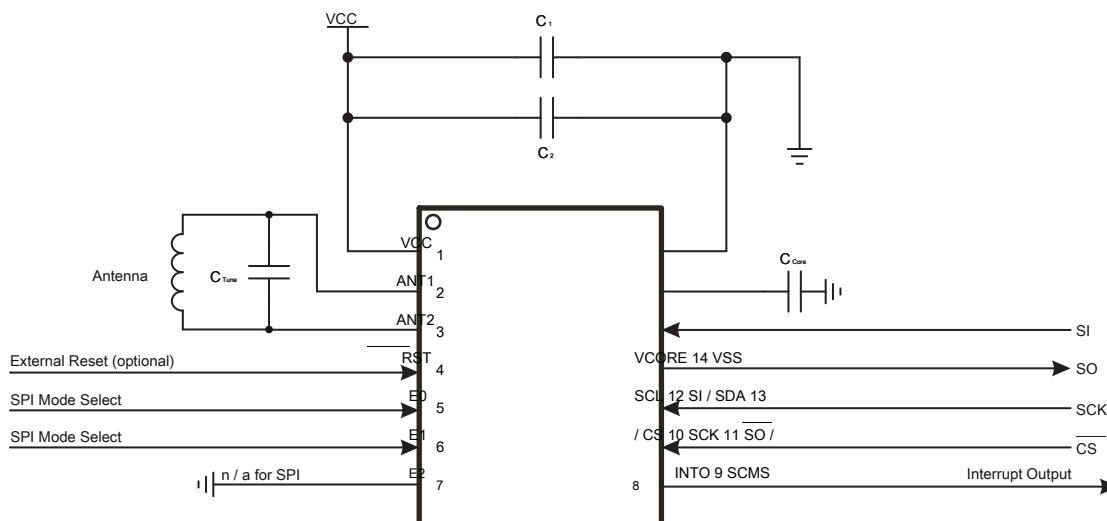 VCC
C1
C2
VCC 1
CCore
Antenna
CTune
ANT1
2
ANT2
3
SI
External Reset (optional)
RST
4
VCORE 14 VSS
SO
SPI Mode Select
E0
5
SCL 12 SI / SDA 13
SCK
SPI Mode Select
E1
6
/ CS 10 SCK 11 SO /
CS
n / a for SPI
E2
7
8
INTO 9 SCMS
Interrupt Output